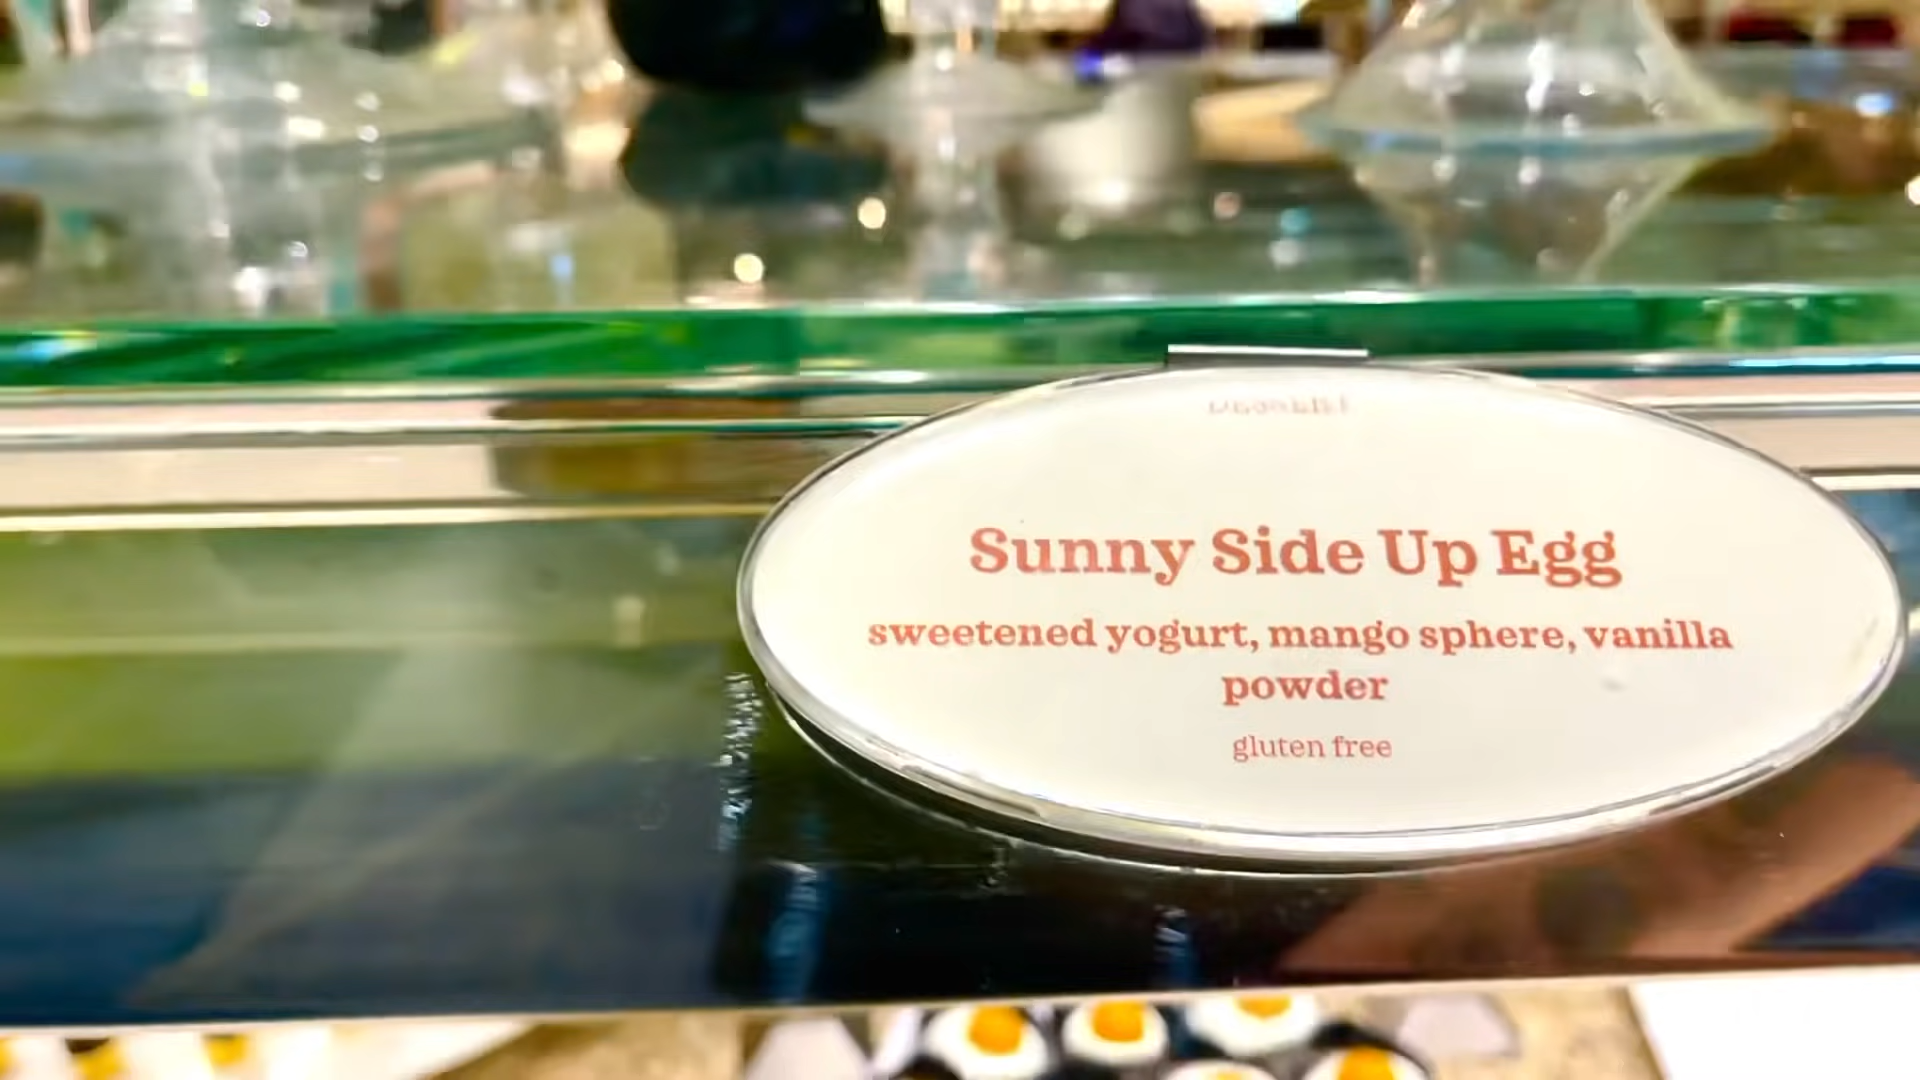 Sunny Side Up Egg
sweetened yogurt, mango sphere, vanilla
powder
gluten free